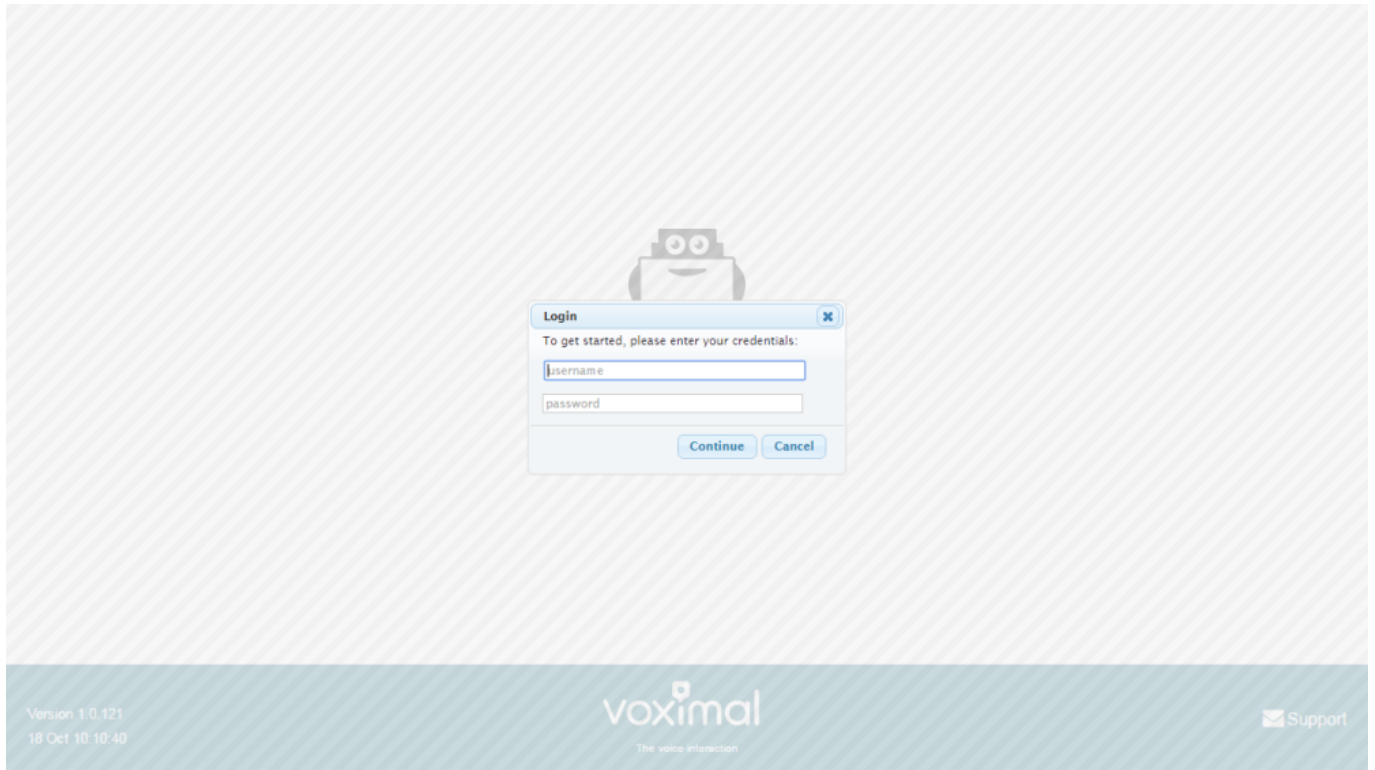 Login
To get started, please enter your credentials:
username
password
Continue Cancel
Version 1.0.121
18 Oct 10:10:40
voximal
The voice interaction
Support